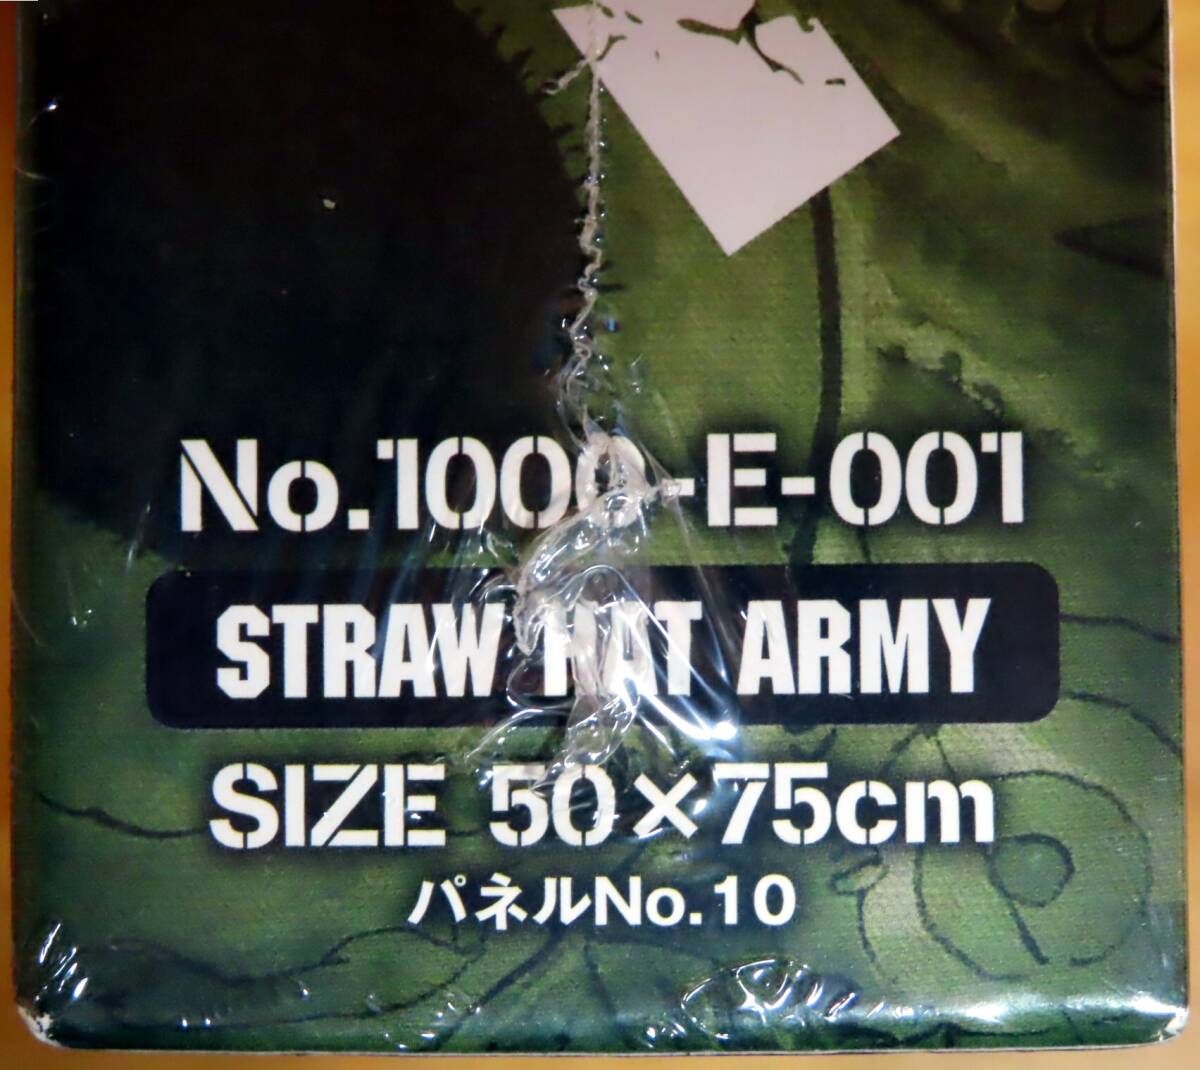 No.1000-E-001
STRAW HAT ARMY
SIZE 50×75cm
パネルNo.10